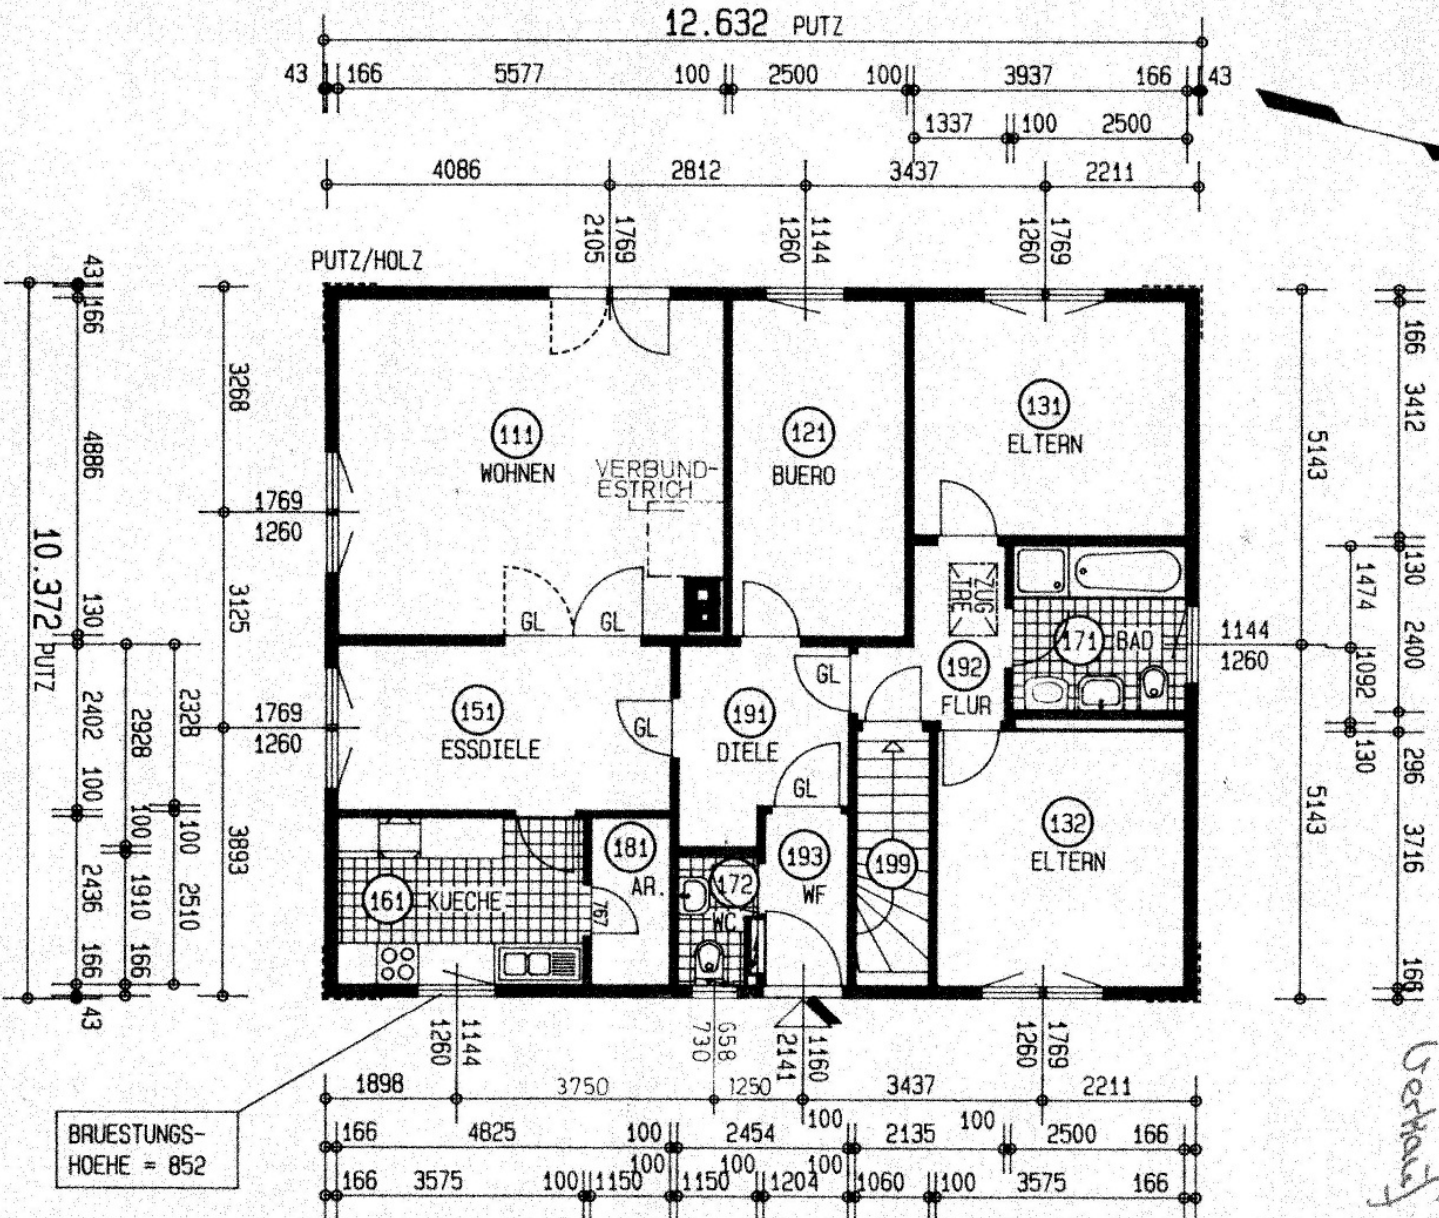 12.632 PUTZ
43 166 5577 100 2500 100 3937 166 43
1337 100 2500
4086 2812 3437 2211
1769 2105
1144 1260
1769 1260
PUTZ/HOLZ
43 166 4886 130 2402 100 2436 166 43
10.372 PUTZ
2928 100 1910 166
2328 100 2510
3268 3125 3893
1769
1260
1769
1260
111
WOHNEN
VERBUND-
ESTRICH
121
BUERO
131
ELTERN
GL GL
ZUG
TRE
171 BAD
192
FLUR
GL
151
ESSDIELE
GL
191
DIELE
GL
132
ELTERN
161 KUECHE
181
AR.
767
172
WC
193
WF
199
1144
1260
5143 5143
1474 1092 130
166 3412 130 2400 296 3716 166
1144 1260
658 730
1160 2141
1769 1260
1898 3750 1250 3437 2211
166 4825 100 2454 100 2135 100 2500 166
100 100 100
166 3575 100 1150 1150 1204 1060 100 3575 166
BRUESTUNGS-
HOEHE = 852